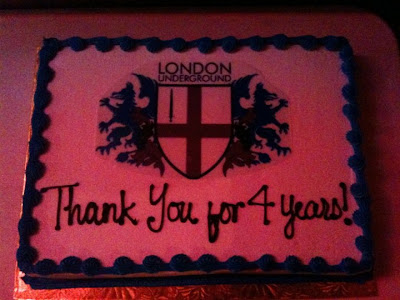 LONDON
UNDERGROUND
Thank You for 4 years!